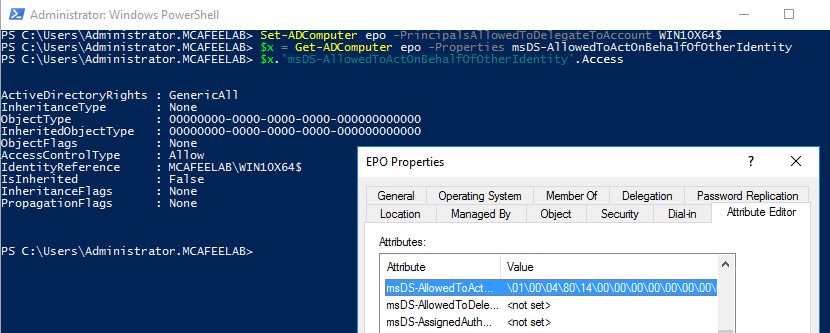 Administrator: Windows PowerShell
PS C:\Users\Administrator.MCAFEELAB> Set-ADComputer epo -PrincipalsAllowedToDelegateToAccount WIN10X64$
PS C:\Users\Administrator.MCAFEELAB> $x = Get-ADComputer epo -Properties msDS-AllowedToActOnBehalfOfOtherIdentity
PS C:\Users\Administrator.MCAFEELAB> $x.'msDS-AllowedToActOnBehalfOfOtherIdentity'.Access
ActiveDirectoryRights : GenericAll
InheritanceType : None
ObjectType : 00000000-0000-0000-0000-000000000000
InheritedObjectType : 00000000-0000-0000-0000-000000000000
ObjectFlags : None
AccessControlType : Allow
IdentityReference : MCAFEELAB\WIN10X64$
IsInherited : False
InheritanceFlags : None
PropagationFlags : None
PS C:\Users\Administrator.MCAFEELAB>
EPO Properties
General Operating System Member Of Delegation Password Replication
Location Managed By Object Security Dial-in Attribute Editor
Attributes:
Attribute Value
msDS-AllowedToAct... \01\00\04\80\14\00\00\00\00\00\00\00\00\
msDS-AllowedToDele... <not set>
msDS-AssignedAuth... <not set>